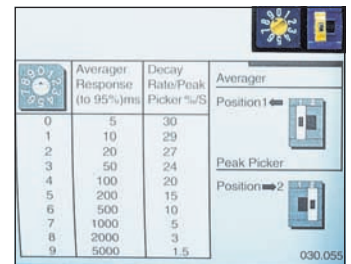 Averager Response (to 95%)ms
Decay Rate/Peak Picker %/S
0 5 30
1 10 29
2 20 27
3 50 24
4 100 20
5 200 15
6 500 10
7 1000 5
8 2000 3
9 5000 1.5
Averager
Position1
Peak Picker
Position 2
030.055